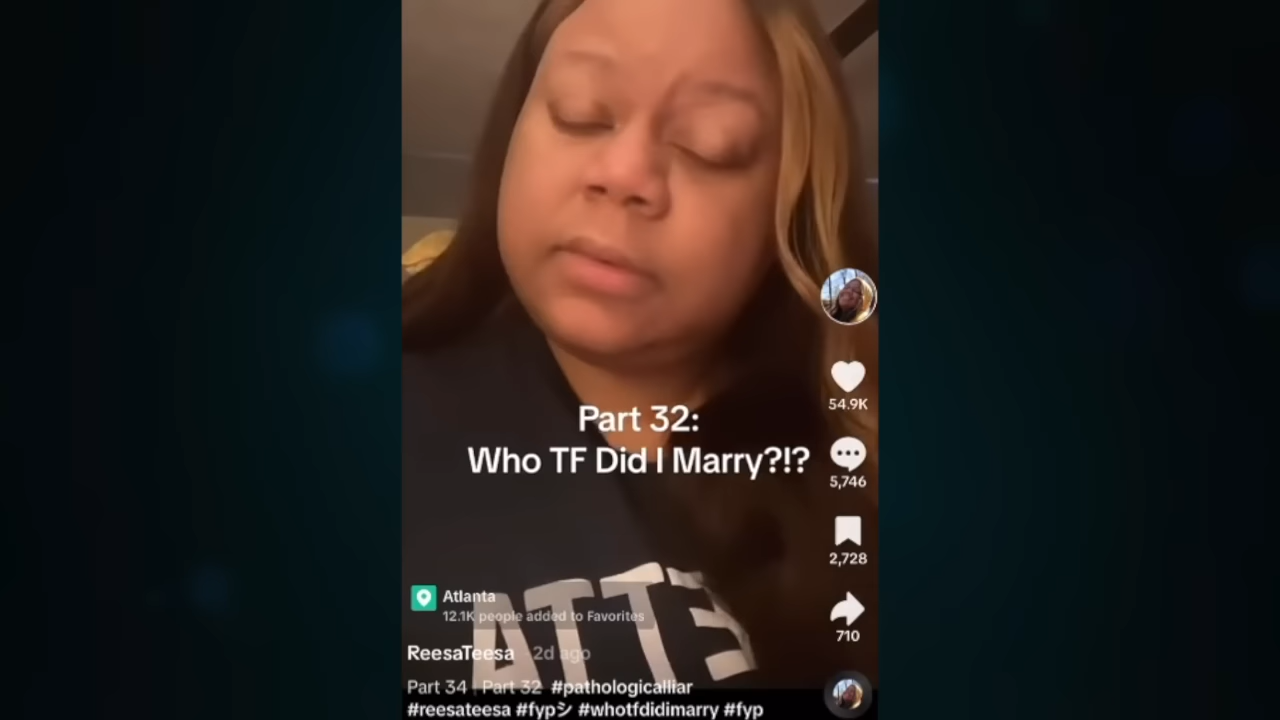 54.9K
Part 32:
Who TF Did I Marry?!?
5,746
2,728
Atlanta
12.1K people added to Favorites
710
ATTE
ReesaTeesa · 2d ago
Part 34 | Part 32 #pathologicalliar
#reesateesa #fypシ #whotfdidimarry #fyp